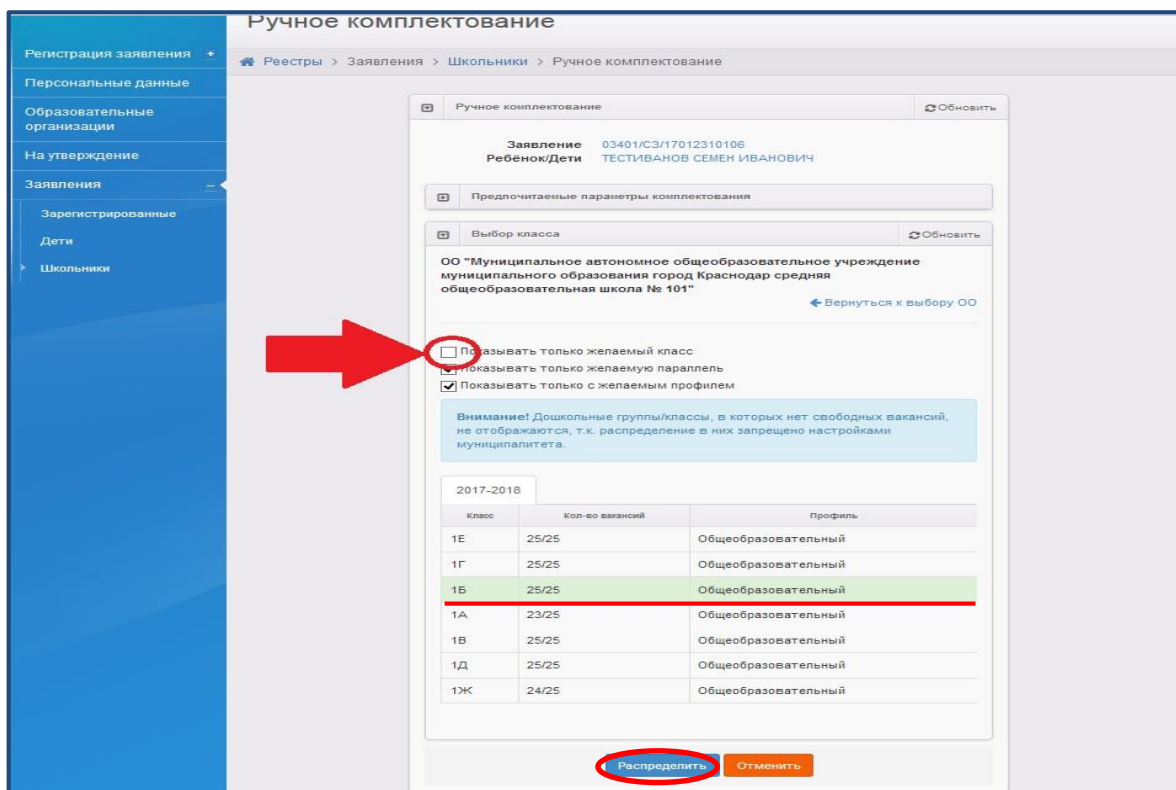 Ручное комплектование
Регистрация заявления +
Персональные данные
Образовательные
организации
На утверждение
Заявления –
Зарегистрированные
Дети
Школьники
Реестры > Заявления > Школьники > Ручное комплектование
Ручное комплектование Обновить
Заявление 03401/СЗ/17012310106
Ребёнок/Дети ТЕСТИВАНОВ СЕМЕН ИВАНОВИЧ
Предпочитаемые параметры комплектования
Выбор класса Обновить
ОО "Муниципальное автономное общеобразовательное учреждение
муниципального образования город Краснодар средняя
общеобразовательная школа № 101"
Вернуться к выбору ОО
Показывать только желаемый класс
Показывать только желаемую параллель
Показывать только с желаемым профилем
Внимание! Дошкольные группы/классы, в которых нет свободных вакансий,
не отображаются, т.к. распределение в них запрещено настройками
муниципалитета.
2017-2018
Класс Кол-во вакансий Профиль
1Е 25/25 Общеобразовательный
1Г 25/25 Общеобразовательный
1Б 25/25 Общеобразовательный
1А 23/25 Общеобразовательный
1В 25/25 Общеобразовательный
1Д 25/25 Общеобразовательный
1Ж 24/25 Общеобразовательный
Распределить Отменить